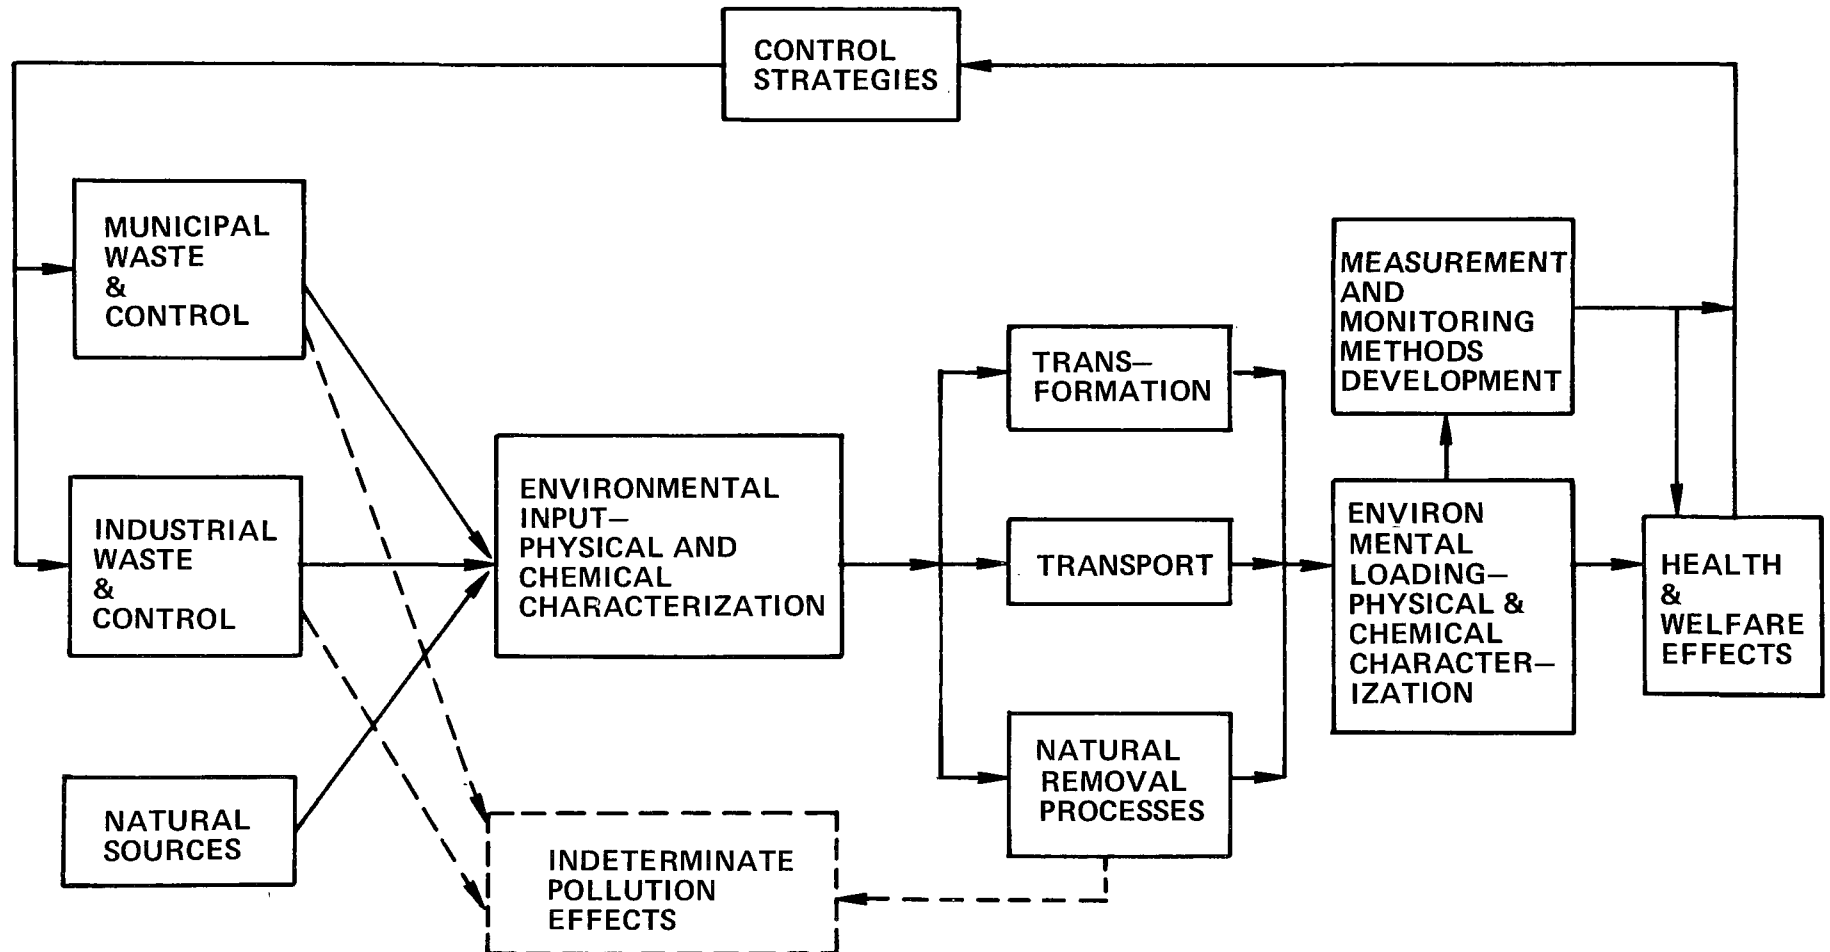 CONTROL
STRATEGIES
MUNICIPAL
WASTE
&
CONTROL
INDUSTRIAL
WASTE
&
CONTROL
NATURAL
SOURCES
ENVIRONMENTAL
INPUT—
PHYSICAL AND
CHEMICAL
CHARACTERIZATION
INDETERMINATE
POLLUTION
EFFECTS
TRANS—
FORMATION
TRANSPORT
NATURAL
REMOVAL
PROCESSES
MEASUREMENT
AND
MONITORING
METHODS
DEVELOPMENT
ENVIRON
MENTAL
LOADING—
PHYSICAL &
CHEMICAL
CHARACTER—
IZATION
HEALTH
&
WELFARE
EFFECTS